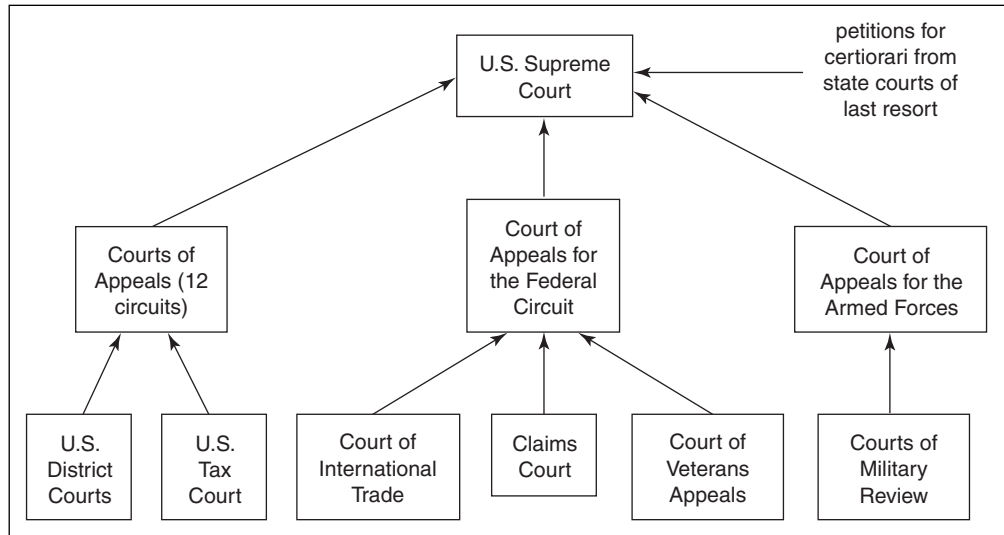 U.S. Supreme
Court
petitions for
certiorari from
state courts of
last resort
Courts of
Appeals (12
circuits)
Court of
Appeals for
the Federal
Circuit
Court of
Appeals for the
Armed Forces
U.S.
District
Courts
U.S.
Tax
Court
Court of
International
Trade
Claims
Court
Court of
Veterans
Appeals
Courts of
Military
Review